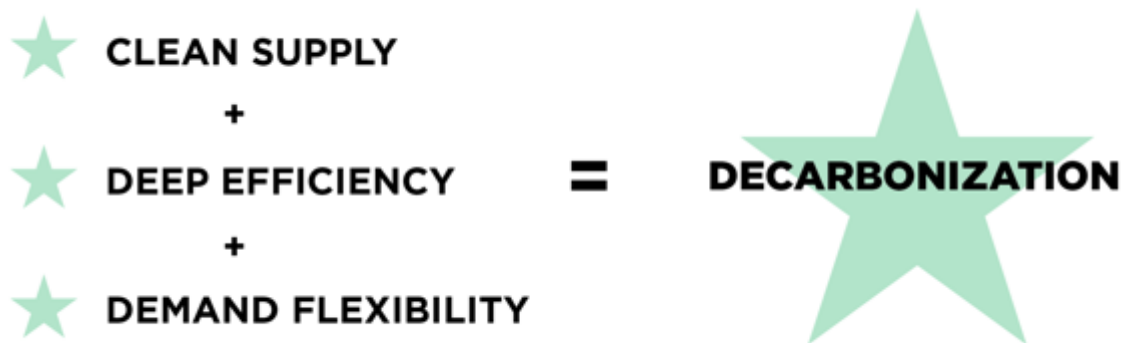 CLEAN SUPPLY
+
DEEP EFFICIENCY
+
DEMAND FLEXIBILITY
=
DECARBONIZATION